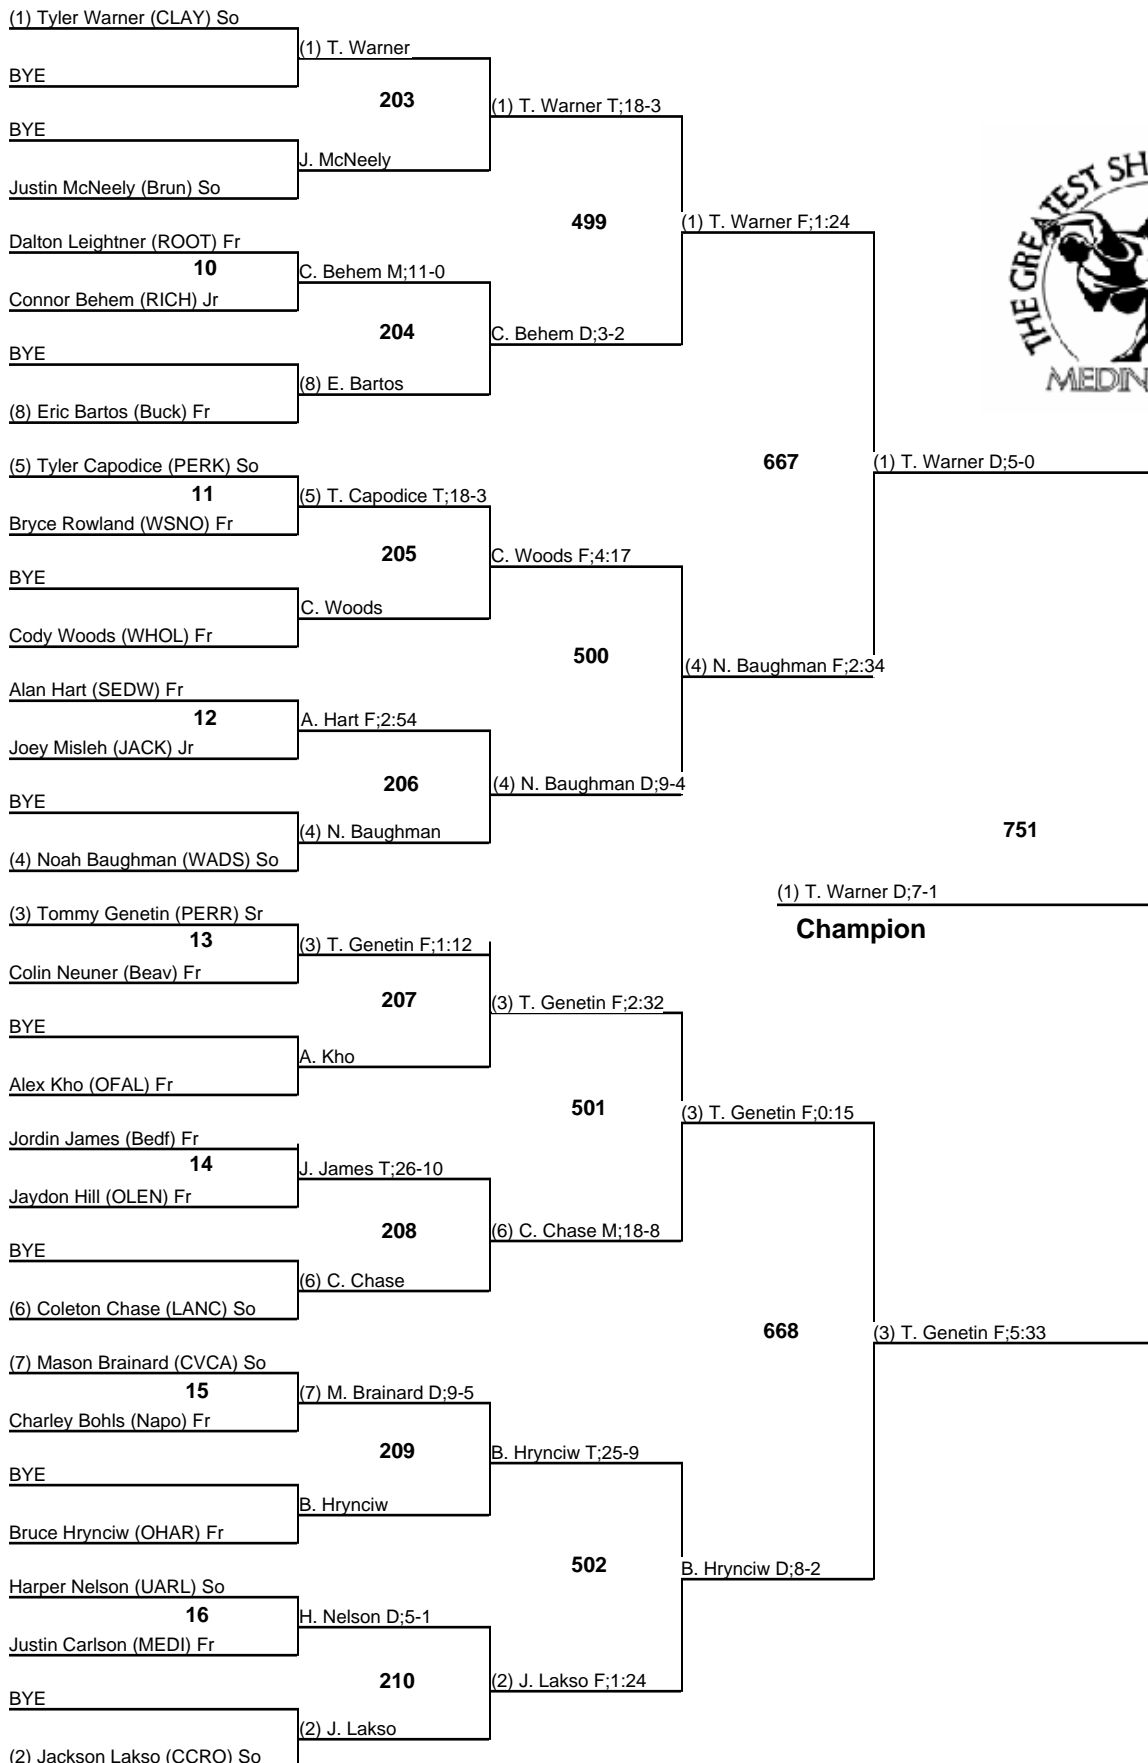 (1) Tyler Warner (CLAY) So
(1) T. Warner
BYE
203
(1) T. Warner T;18-3
BYE
J. McNeely
Justin McNeely (Brun) So
499
(1) T. Warner F;1:24
Dalton Leightner (ROOT) Fr
10
C. Behem M;11-0
Connor Behem (RICH) Jr
204
C. Behem D;3-2
BYE
(8) E. Bartos
(8) Eric Bartos (Buck) Fr
THE GREATEST SH
MEDIN
667
(1) T. Warner D;5-0
(5) Tyler Capodice (PERK) So
11
(5) T. Capodice T;18-3
Bryce Rowland (WSNO) Fr
205
C. Woods F;4:17
BYE
C. Woods
Cody Woods (WHOL) Fr
500
(4) N. Baughman F;2:34
Alan Hart (SEDW) Fr
12
A. Hart F;2:54
Joey Misleh (JACK) Jr
206
(4) N. Baughman D;9-4
BYE
(4) N. Baughman
(4) Noah Baughman (WADS) So
751
(1) T. Warner D;7-1
Champion
(3) Tommy Genetin (PERR) Sr
13
(3) T. Genetin F;1:12
Colin Neuner (Beav) Fr
207
(3) T. Genetin F;2:32
BYE
A. Kho
Alex Kho (OFAL) Fr
501
(3) T. Genetin F;0:15
Jordin James (Bedf) Fr
14
J. James T;26-10
Jaydon Hill (OLEN) Fr
208
(6) C. Chase M;18-8
BYE
(6) C. Chase
(6) Coleton Chase (LANC) So
668
(3) T. Genetin F;5:33
(7) Mason Brainard (CVCA) So
15
(7) M. Brainard D;9-5
Charley Bohls (Napo) Fr
209
B. Hrynciw T;25-9
BYE
B. Hrynciw
Bruce Hrynciw (OHAR) Fr
502
B. Hrynciw D;8-2
Harper Nelson (UARL) So
16
H. Nelson D;5-1
Justin Carlson (MEDI) Fr
210
(2) J. Lakso F;1:24
BYE
(2) J. Lakso
(2) Jackson Lakso (CCRO) So